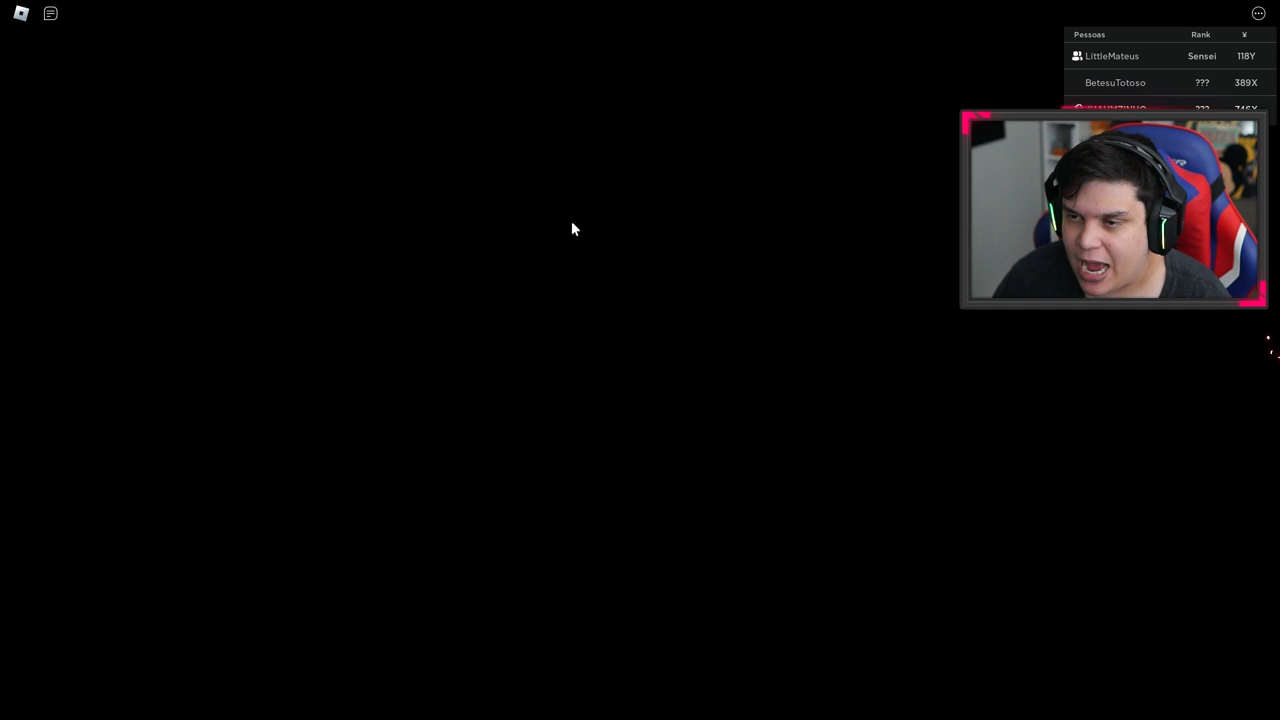 Pessoas Rank ¥
LittleMateus Sensei 118Y
BetesuTotoso ??? 389X